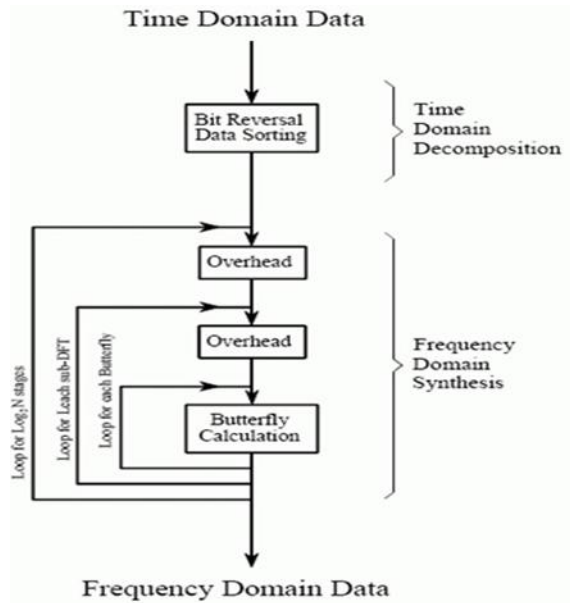 Time Domain Data
Bit Reversal
Data Sorting
Time
Domain
Decomposition
Overhead
Overhead
Butterfly
Calculation
Frequency
Domain
Synthesis
Loop for Log₂N stages
Loop for Leach sub-DFT
Loop for each Butterfly
Frequency Domain Data